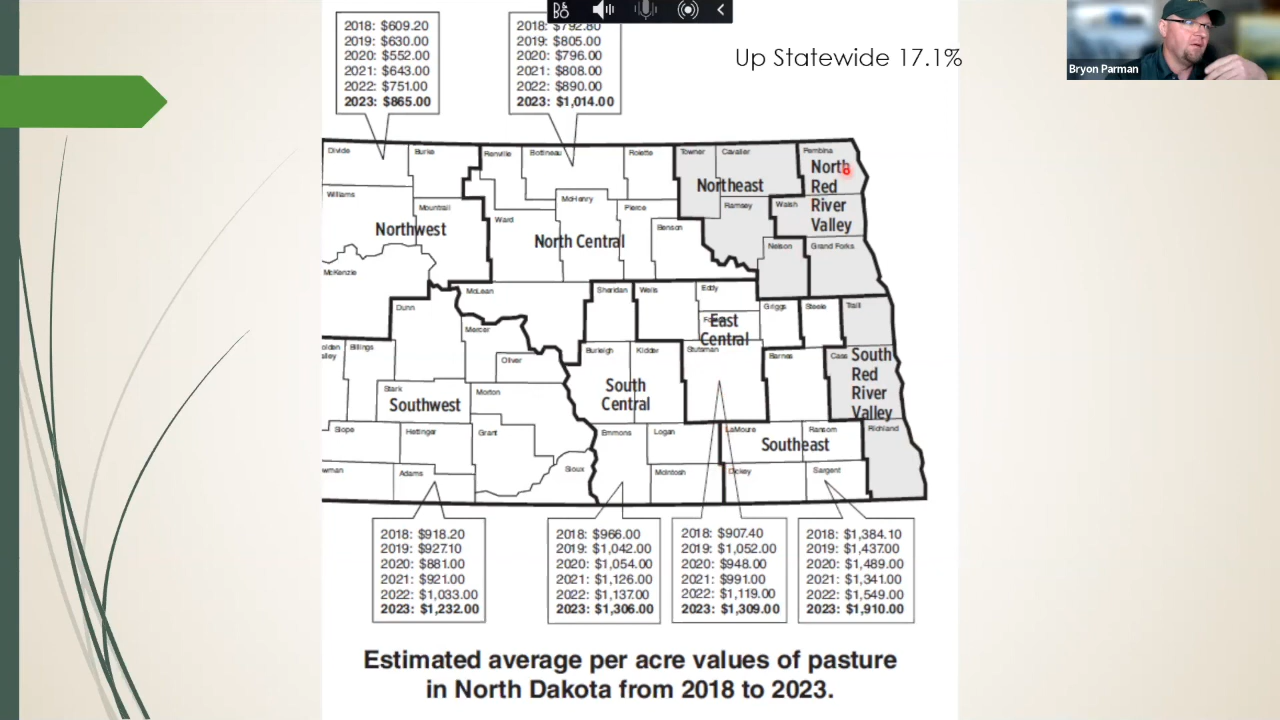 2018: $609.20
2019: $630.00
2020: $552.00
2021: $643.00
2022: $751.00
2023: $865.00
2018: $792.80
2019: $805.00
2020: $796.00
2021: $808.00
2022: $890.00
2023: $1,014.00
Up Statewide 17.1%
Bryon Parman
Divide
Burke
Renville
Bottineau
Rolette
Towner
Cavalier
Pembina
North
Red
River
Valley
Northeast
Williams
Mountrail
Ward
McHenry
Pierce
Ramsey
Walsh
Northwest
North Central
Benson
Nelson
Grand Forks
McKenzie
McLean
Sheridan
Wells
Eddy
Dunn
Griggs
Steele
Traill
East
Central
Mercer
Billings
Oliver
Burleigh
Kidder
Stutsman
Barnes
Cass
South
Red
River
Valley
Stark
Morton
Southwest
South
Central
Slope
Hettinger
Grant
Emmons
Logan
LaMoure
Ransom
Richland
Southeast
Adams
Sioux
McIntosh
Dickey
Sargent
2018: $918.20
2019: $927.10
2020: $881.00
2021: $921.00
2022: $1,033.00
2023: $1,232.00
2018: $966.00
2019: $1,042.00
2020: $1,054.00
2021: $1,126.00
2022: $1,137.00
2023: $1,306.00
2018: $907.40
2019: $1,052.00
2020: $948.00
2021: $991.00
2022: $1,119.00
2023: $1,309.00
2018: $1,384.10
2019: $1,437.00
2020: $1,489.00
2021: $1,341.00
2022: $1,549.00
2023: $1,910.00
Estimated average per acre values of pasture
in North Dakota from 2018 to 2023.